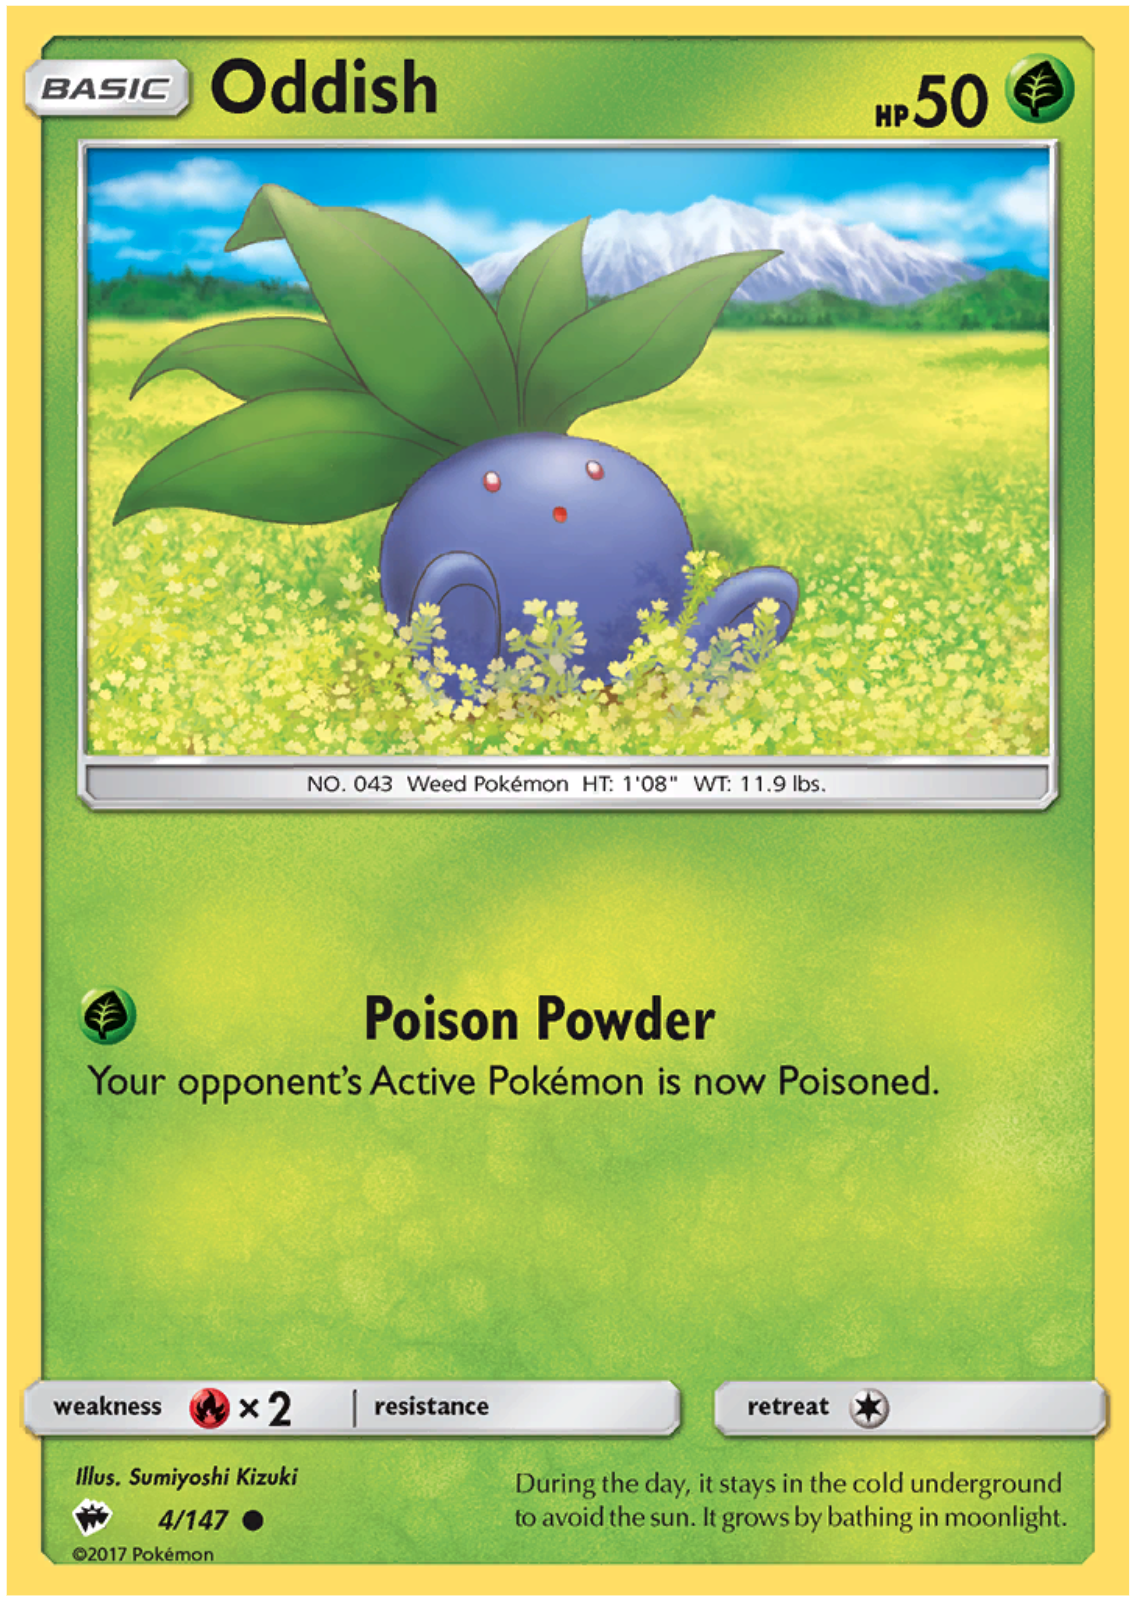 BASIC Oddish HP 50
NO. 043 Weed Pokémon HT: 1'08" WT: 11.9 lbs.
Poison Powder
Your opponent's Active Pokémon is now Poisoned.
weakness × 2 | resistance retreat
Illus. Sumiyoshi Kizuki
4/147
©2017 Pokémon
During the day, it stays in the cold underground
to avoid the sun. It grows by bathing in moonlight.